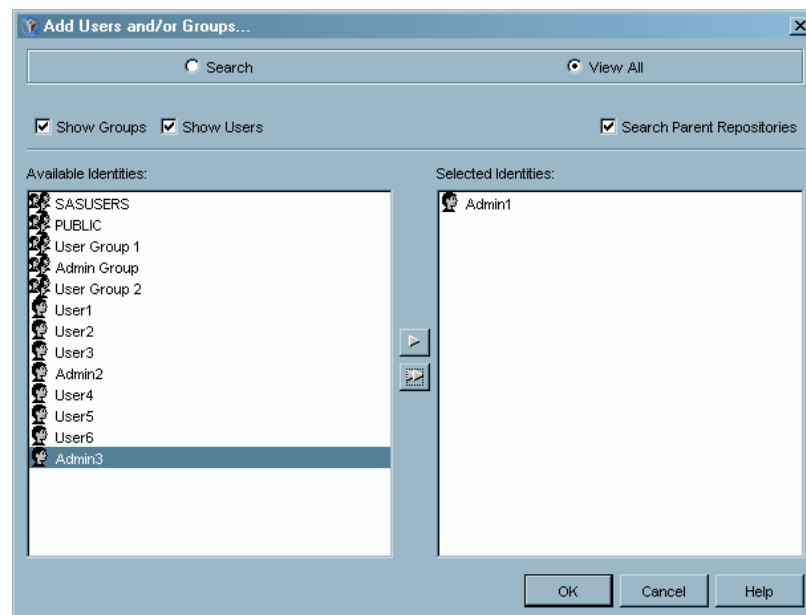 Add Users and/or Groups...
Search View All
Show Groups Show Users Search Parent Repositories
Available Identities: Selected Identities:
SASUSERS Admin1
PUBLIC
User Group 1
Admin Group
User Group 2
User1
User2
User3
Admin2
User4
User5
User6
Admin3
OK Cancel Help